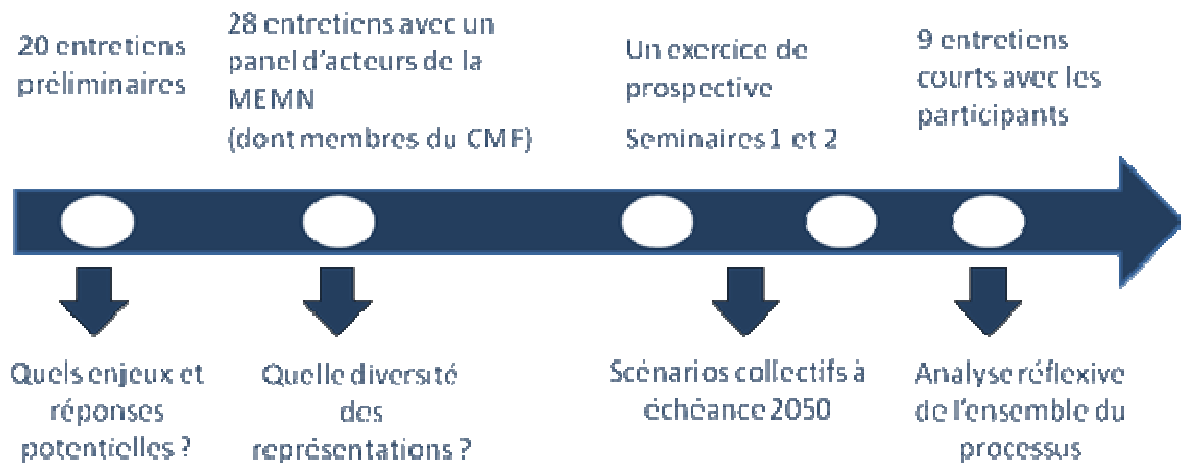 20 entretiens
préliminaires
28 entretiens avec un
panel d'acteurs de la
MEMN
(dont membres du CMF)
Un exercice de
prospective
Seminaires 1 et 2
9 entretiens
courts avec les
participants
Quels enjeux et
réponses
potentielles ?
Quelle diversité
des
représentations ?
Scénarios collectifs à
échéance 2050
Analyse réflexive
de l'ensemble du
processus